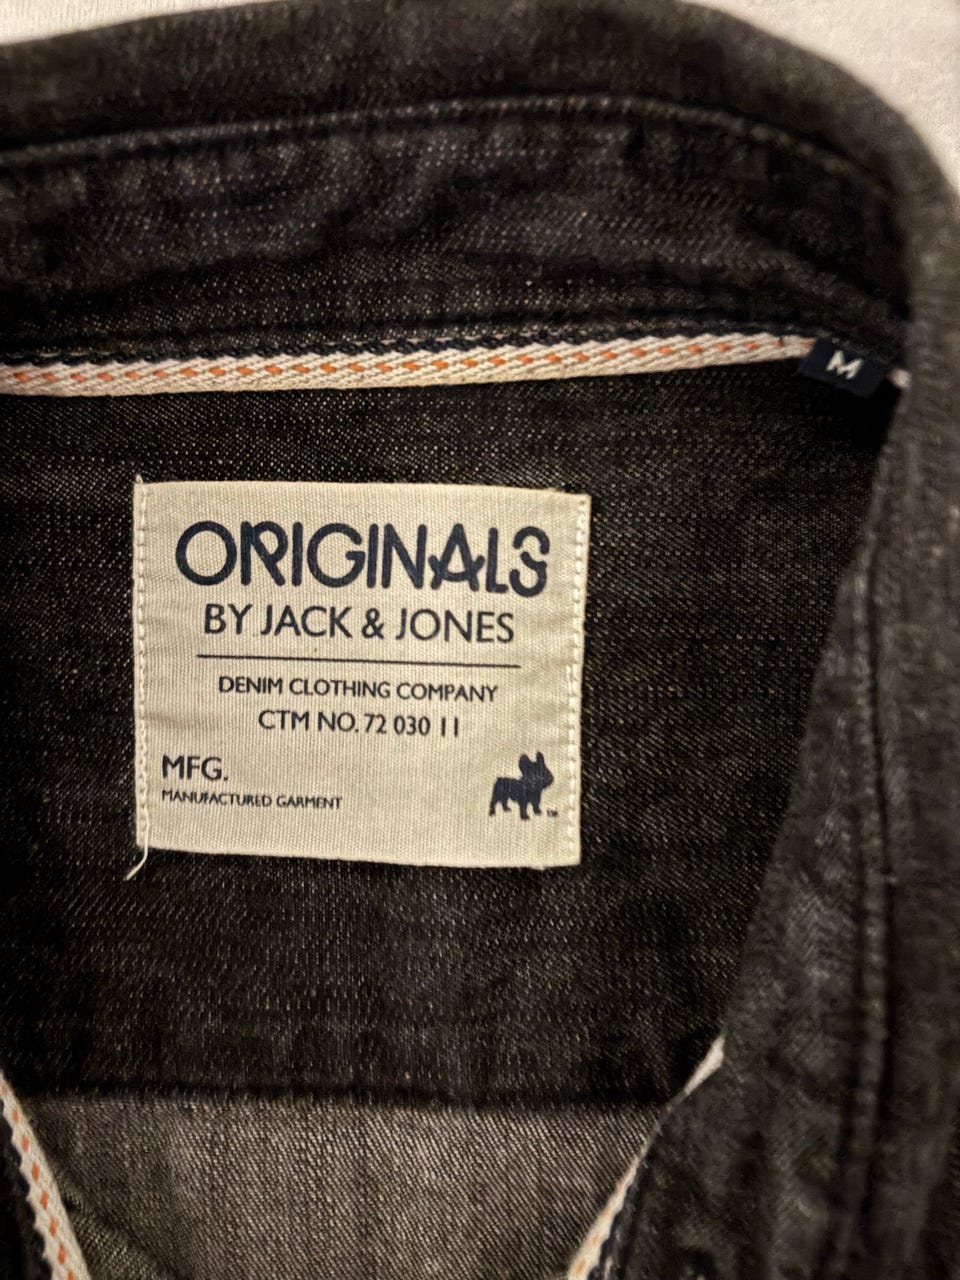 M
ORIGINALS
BY JACK & JONES
DENIM CLOTHING COMPANY
CTM NO. 72 030 11
MFG.
MANUFACTURED GARMENT
TM